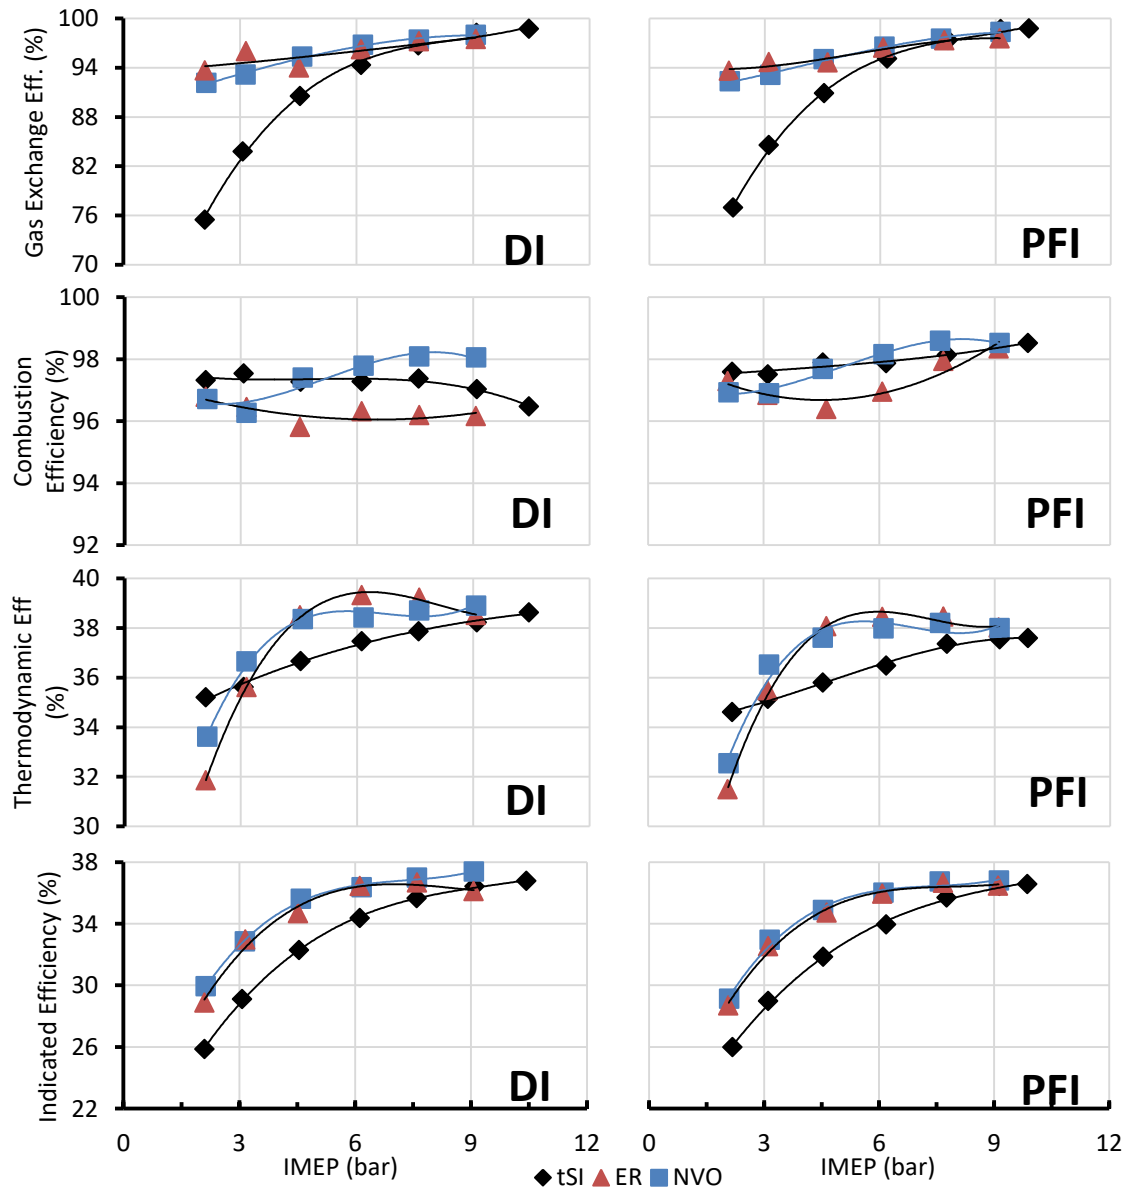 Gas Exchange Eff. (%)
100
94
88
82
76
70
DI
PFI
Combustion
Efficiency (%)
100
98
96
94
92
DI
PFI
Thermodynamic Eff
(%)
40
38
36
34
32
30
DI
PFI
Indicated Efficiency (%)
38
34
30
26
22
DI
PFI
0 3 6 9 12
0 3 6 9 12
IMEP (bar)
IMEP (bar)
tSI ER NVO